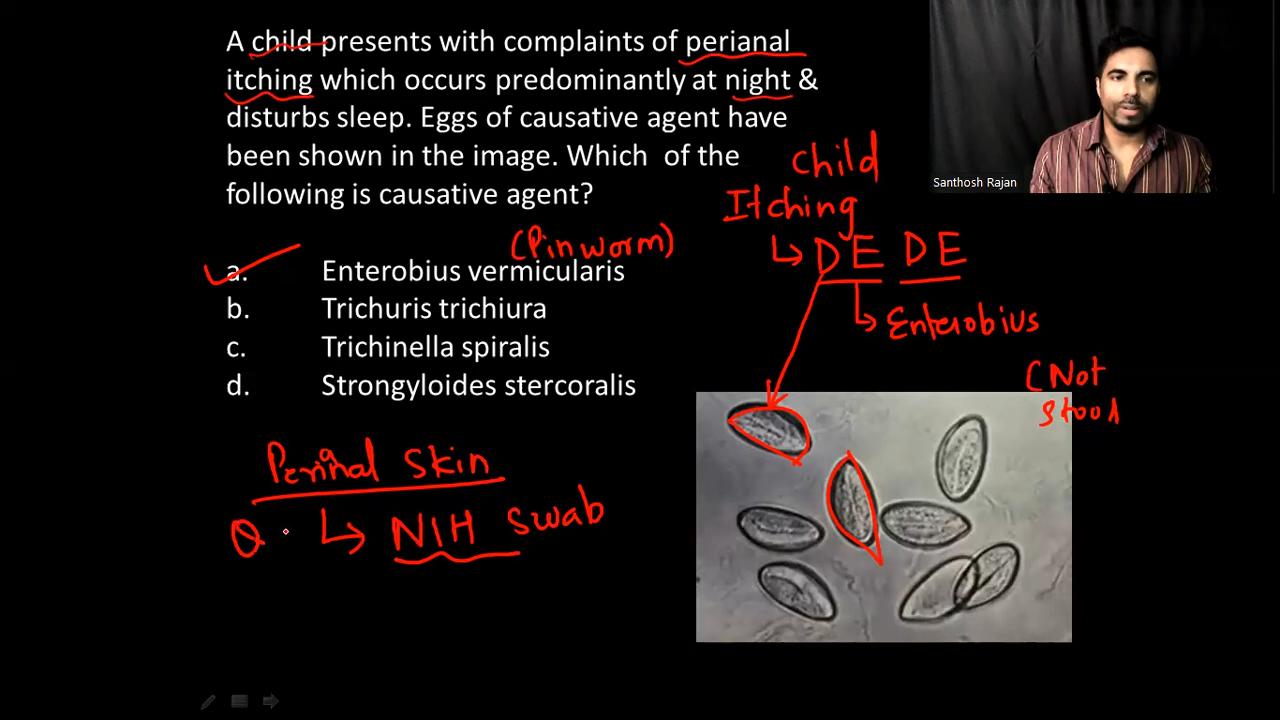 A child presents with complaints of perianal
itching which occurs predominantly at night &
disturbs sleep. Eggs of causative agent have
been shown in the image. Which of the
following is causative agent?
Child
Itching
↳ DE DE
↳ Enterobius
(Pinworm)
a. Enterobius vermicularis
b. Trichuris trichiura
c. Trichinella spiralis
d. Strongyloides stercoralis
(Not
Stool
Perianal Skin
Q. ↳ NIH Swab
Santhosh Rajan